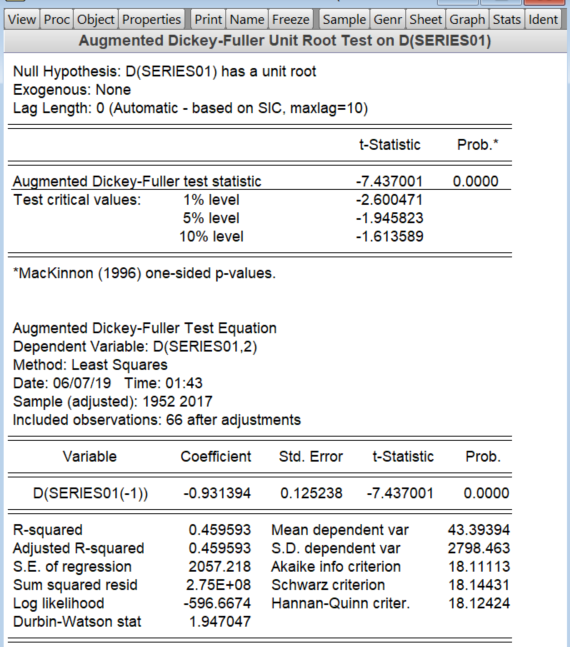 View Proc Object Properties Print Name Freeze Sample Genr Sheet Graph Stats Ident
Augmented Dickey-Fuller Unit Root Test on D(SERIES01)
Null Hypothesis: D(SERIES01) has a unit root
Exogenous: None
Lag Length: 0 (Automatic - based on SIC, maxlag=10)
t-Statistic Prob.*
Augmented Dickey-Fuller test statistic -7.437001 0.0000
Test critical values: 1% level -2.600471
5% level -1.945823
10% level -1.613589
*MacKinnon (1996) one-sided p-values.
Augmented Dickey-Fuller Test Equation
Dependent Variable: D(SERIES01,2)
Method: Least Squares
Date: 06/07/19 Time: 01:43
Sample (adjusted): 1952 2017
Included observations: 66 after adjustments
Variable Coefficient Std. Error t-Statistic Prob.
D(SERIES01(-1)) -0.931394 0.125238 -7.437001 0.0000
R-squared 0.459593 Mean dependent var 43.39394
Adjusted R-squared 0.459593 S.D. dependent var 2798.463
S.E. of regression 2057.218 Akaike info criterion 18.11113
Sum squared resid 2.75E+08 Schwarz criterion 18.14431
Log likelihood -596.6674 Hannan-Quinn criter. 18.12424
Durbin-Watson stat 1.947047